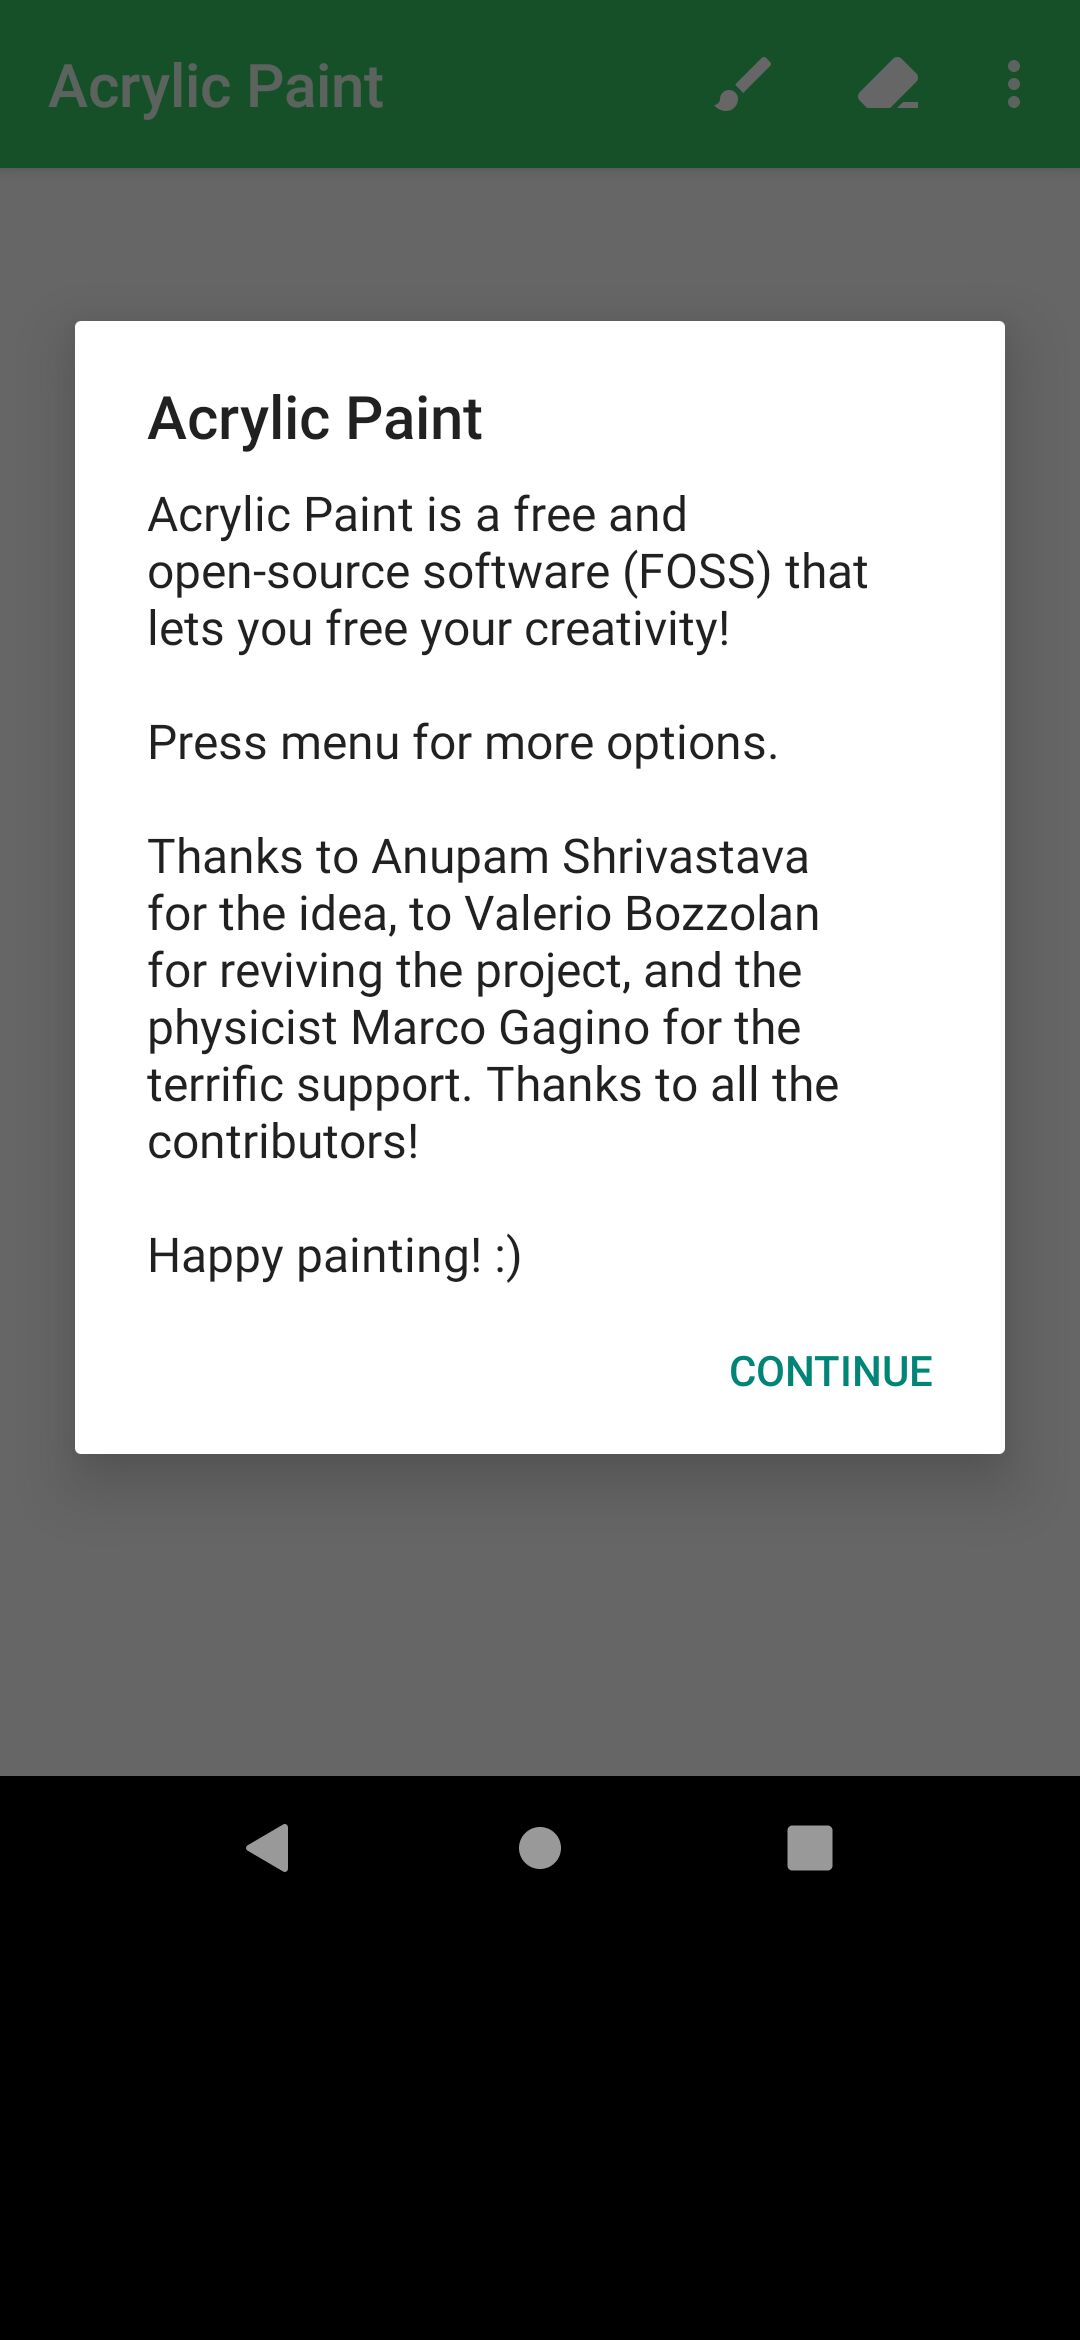 Acrylic Paint
Acrylic Paint
Acrylic Paint is a free and
open-source software (FOSS) that
lets you free your creativity!
Press menu for more options.
Thanks to Anupam Shrivastava
for the idea, to Valerio Bozzolan
for reviving the project, and the
physicist Marco Gagino for the
terrific support. Thanks to all the
contributors!
Happy painting! :)
CONTINUE